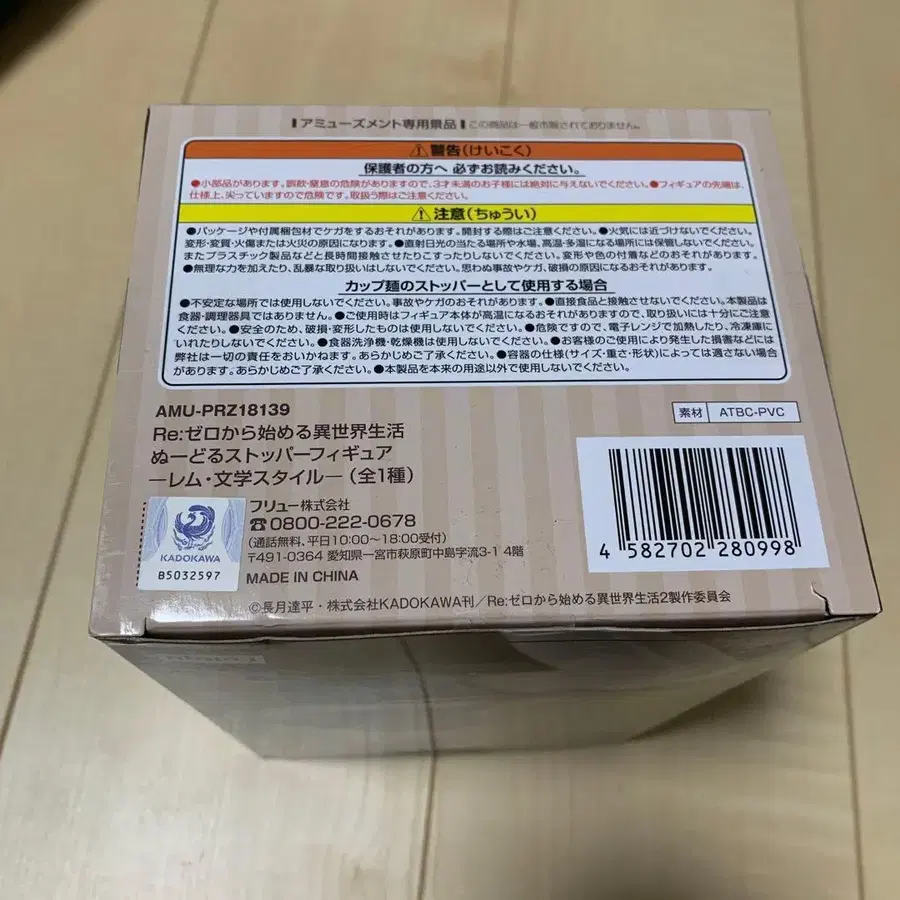 アミューズメント専用景品 この商品は一般市販されておりません。
警告(けいこく)
保護者の方へ 必ずお読みください。
●小部品があります。誤飲・窒息の危険がありますので、3才未満のお子様には絶対に与えないでください。●フィギュアの先端は、
仕様上、尖っていますので危険です。取扱う際はご注意ください。
注意(ちゅうい)
●パッケージや付属梱包材でケガをするおそれがあります。開封する際はご注意ください。●火気には近づけないでください。
変形・変質・火傷または火災の原因になります。●直射日光の当たる場所や水場、高温・多湿になる場所には保管しないでください。
またプラスチック製品などと長時間接触させたりこすったりしないでください。変形や色の付着などのおそれがあります。
●無理な力を加えたり、乱暴な取り扱いはしないでください。思わぬ事故やケガ、破損の原因になるおそれがあります。
カップ麺のストッパーとして使用する場合
●不安定な場所では使用しないでください。事故やケガのおそれがあります。●直接食品と接触させないでください。本製品は
食器・調理器具ではありません。●ご使用時はフィギュア本体が高温になるおそれがありますので、取り扱いには十分にご注意
ください。●安全のため、破損・変形したものは使用しないでください。●危険ですので、電子レンジで加熱したり、冷凍庫に
いれたりしないでください。●食器洗浄機・乾燥機は使用しないでください。●お客様のご使用により発生した損害などには
弊社は一切の責任をおいかねます。あらかじめご了承ください。●容器の仕様(サイズ・重さ・形状)によっては適さない場合
があります。あらかじめご了承ください。●本製品を本来の用途以外で使用しないでください。
AMU-PRZ18139
素材 ATBC-PVC
Re:ゼロから始める異世界生活
ぬーどるストッパーフィギュア
―レム・文学スタイル―(全1種)
フリュー株式会社
☎0800-222-0678
(通話無料、平日10:00〜18:00受付)
〒491-0364 愛知県一宮市萩原町中島字流3-1 4階
MADE IN CHINA
KADOKAWA
B5032597
4 582702 280998
©長月達平・株式会社KADOKAWA刊/Re:ゼロから始める異世界生活2製作委員会